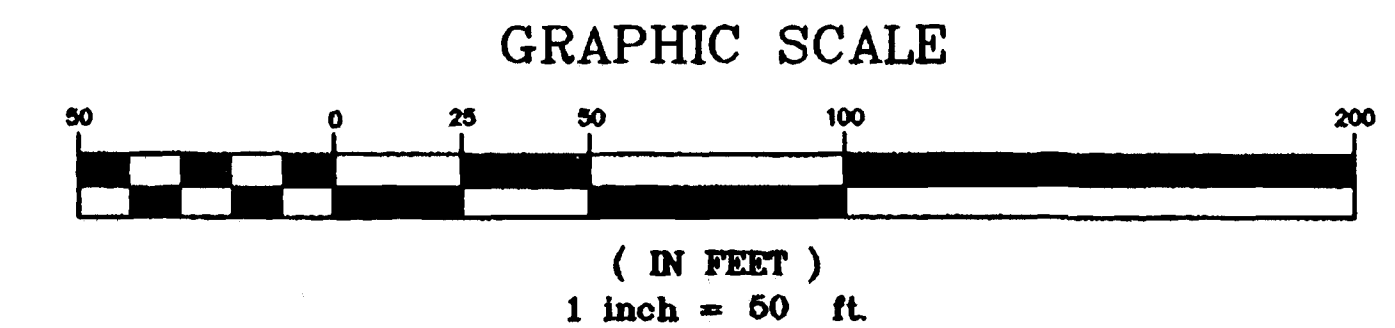 GRAPHIC SCALE
50 0 25 50 100 200
( IN FEET )
1 inch = 50 ft.